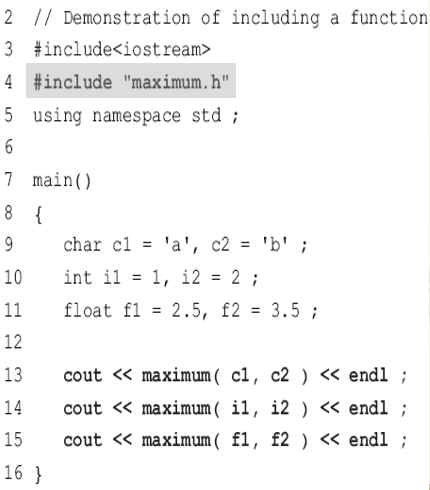 2 // Demonstration of including a function
3 #include<iostream>
4 #include "maximum.h"
5 using namespace std ;
6
7 main()
8 {
9 char c1 = 'a', c2 = 'b' ;
10 int i1 = 1, i2 = 2 ;
11 float f1 = 2.5, f2 = 3.5 ;
12
13 cout << maximum( c1, c2 ) << endl ;
14 cout << maximum( i1, i2 ) << endl ;
15 cout << maximum( f1, f2 ) << endl ;
16 }